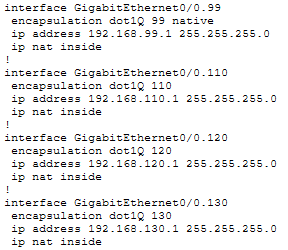 interface GigabitEthernet0/0.99
 encapsulation dot1Q 99 native
 ip address 192.168.99.1 255.255.255.0
 ip nat inside
!
interface GigabitEthernet0/0.110
 encapsulation dot1Q 110
 ip address 192.168.110.1 255.255.255.0
 ip nat inside
!
interface GigabitEthernet0/0.120
 encapsulation dot1Q 120
 ip address 192.168.120.1 255.255.255.0
 ip nat inside
!
interface GigabitEthernet0/0.130
 encapsulation dot1Q 130
 ip address 192.168.130.1 255.255.255.0
 ip nat inside